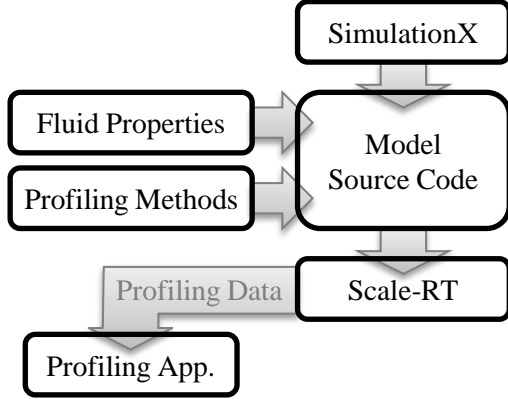 SimulationX
Fluid Properties
Model
Source Code
Profiling Methods
Profiling Data
Scale-RT
Profiling App.